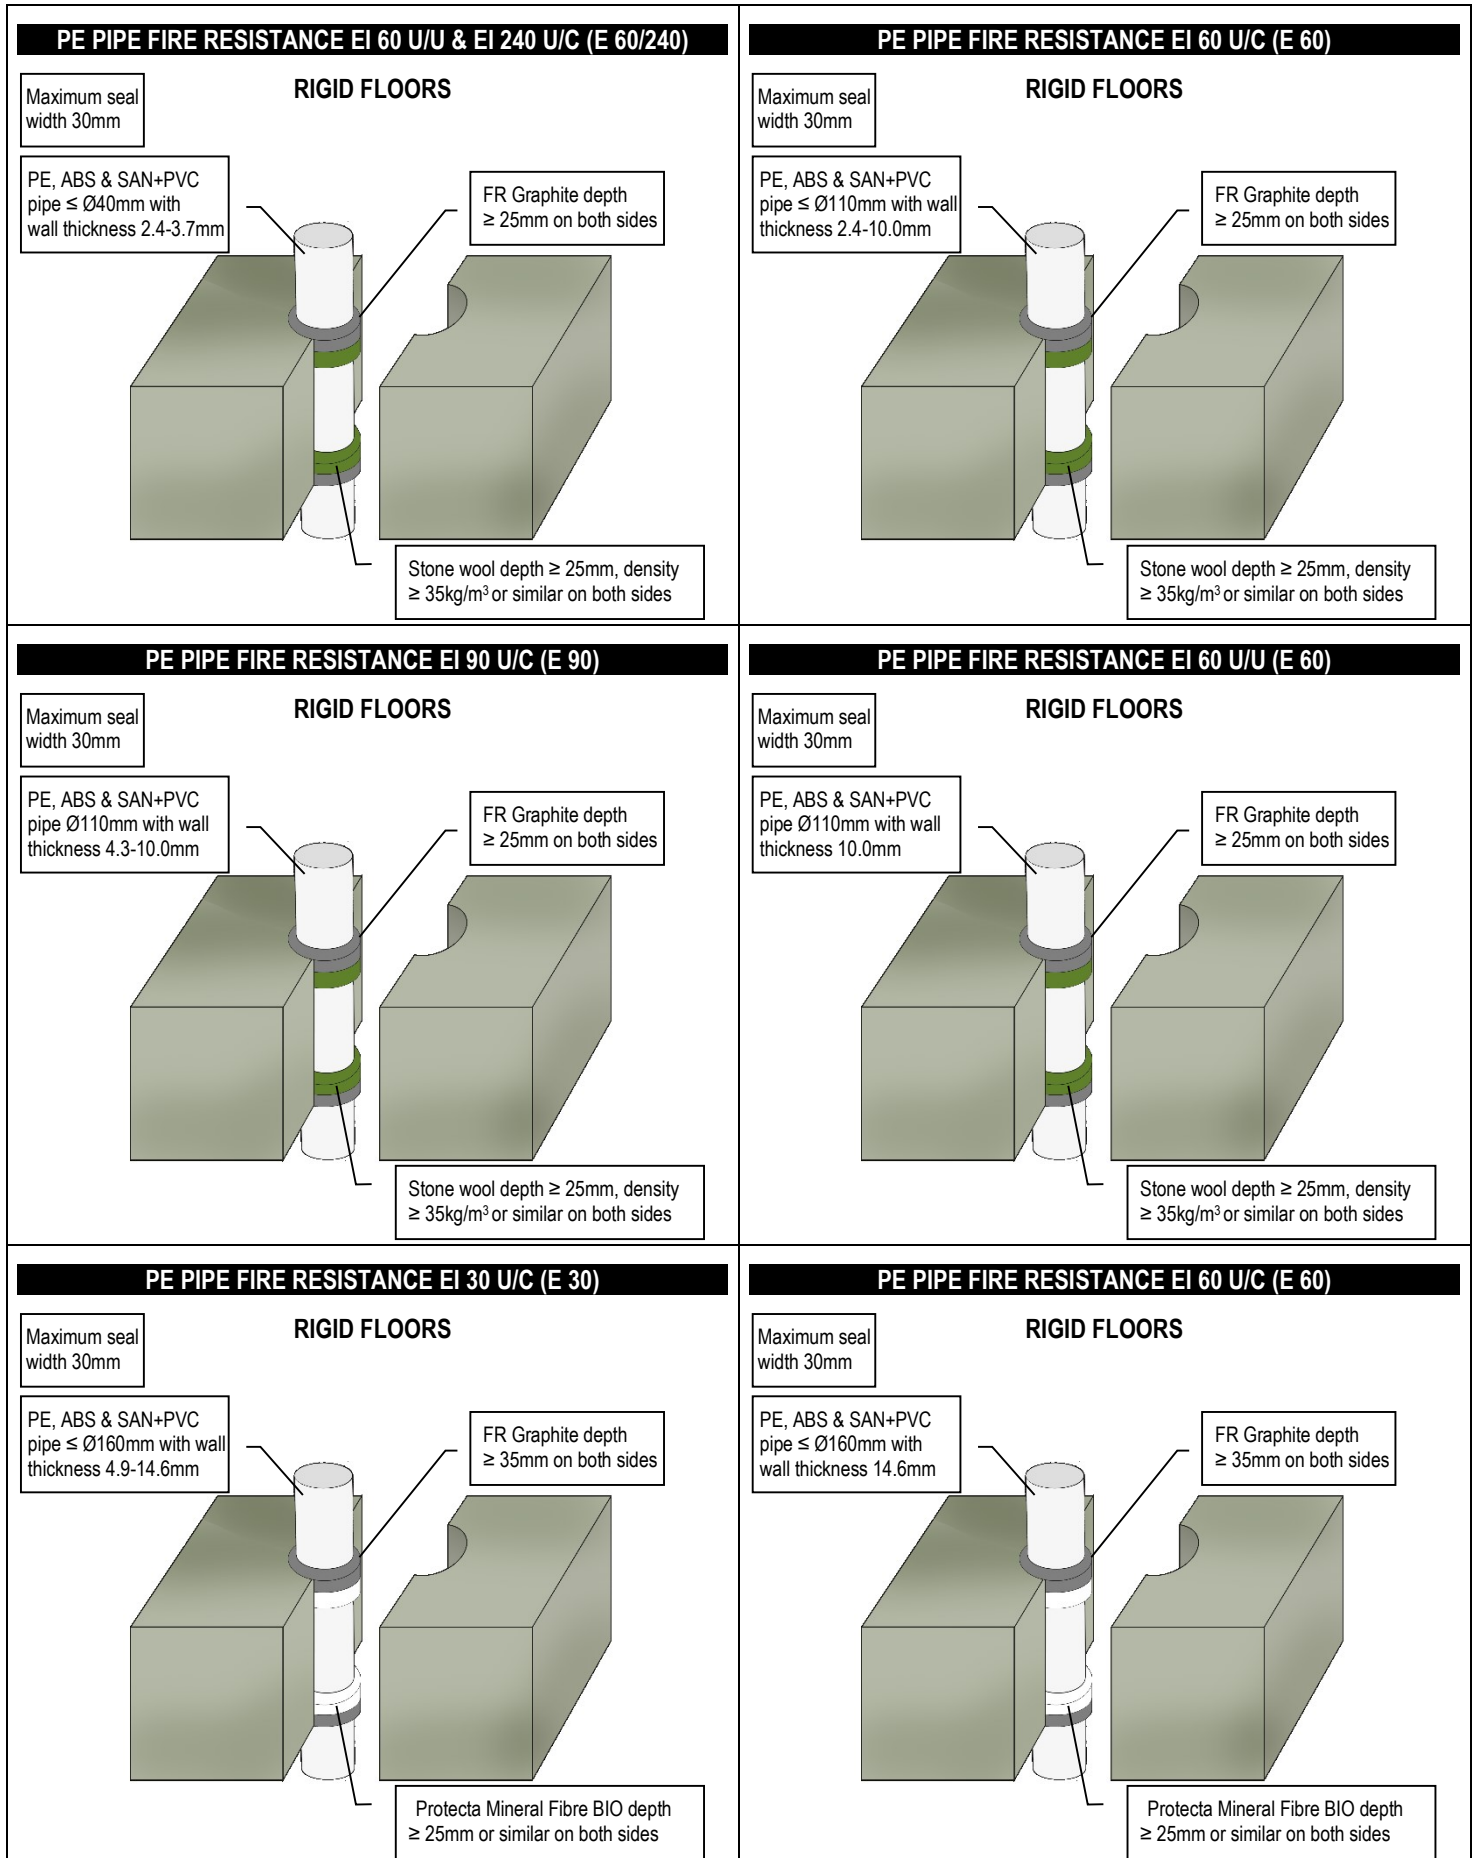 PE PIPE FIRE RESISTANCE EI 60 U/U & EI 240 U/C (E 60/240)
RIGID FLOORS
Maximum seal
width 30mm
PE, ABS & SAN+PVC
pipe ≤ Ø40mm with
wall thickness 2.4-3.7mm
FR Graphite depth
≥ 25mm on both sides
Stone wool depth ≥ 25mm, density
≥ 35kg/m³ or similar on both sides
PE PIPE FIRE RESISTANCE EI 60 U/C (E 60)
RIGID FLOORS
Maximum seal
width 30mm
PE, ABS & SAN+PVC
pipe ≤ Ø110mm with wall
thickness 2.4-10.0mm
FR Graphite depth
≥ 25mm on both sides
Stone wool depth ≥ 25mm, density
≥ 35kg/m³ or similar on both sides
PE PIPE FIRE RESISTANCE EI 90 U/C (E 90)
RIGID FLOORS
Maximum seal
width 30mm
PE, ABS & SAN+PVC
pipe Ø110mm with wall
thickness 4.3-10.0mm
FR Graphite depth
≥ 25mm on both sides
Stone wool depth ≥ 25mm, density
≥ 35kg/m³ or similar on both sides
PE PIPE FIRE RESISTANCE EI 60 U/U (E 60)
RIGID FLOORS
Maximum seal
width 30mm
PE, ABS & SAN+PVC
pipe Ø110mm with wall
thickness 10.0mm
FR Graphite depth
≥ 25mm on both sides
Stone wool depth ≥ 25mm, density
≥ 35kg/m³ or similar on both sides
PE PIPE FIRE RESISTANCE EI 30 U/C (E 30)
RIGID FLOORS
Maximum seal
width 30mm
PE, ABS & SAN+PVC
pipe ≤ Ø160mm with wall
thickness 4.9-14.6mm
FR Graphite depth
≥ 35mm on both sides
Protecta Mineral Fibre BIO depth
≥ 25mm or similar on both sides
PE PIPE FIRE RESISTANCE EI 60 U/C (E 60)
RIGID FLOORS
Maximum seal
width 30mm
PE, ABS & SAN+PVC
pipe ≤ Ø160mm with
wall thickness 14.6mm
FR Graphite depth
≥ 35mm on both sides
Protecta Mineral Fibre BIO depth
≥ 25mm or similar on both sides